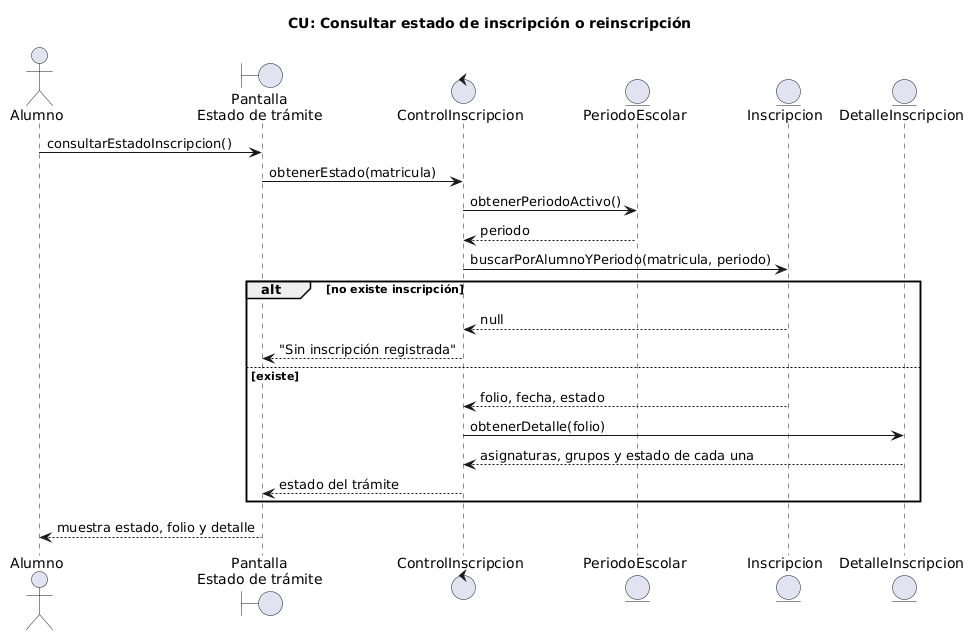 CU: Consultar estado de inscripción o reinscripción
Alumno
Pantalla
Estado de trámite
ControlInscripcion
PeriodoEscolar
Inscripcion
DetalleInscripcion
consultarEstadoInscripcion()
obtenerEstado(matricula)
obtenerPeriodoActivo()
periodo
buscarPorAlumnoYPeriodo(matricula, periodo)
alt
[no existe inscripción]
null
"Sin inscripción registrada"
[existe]
folio, fecha, estado
obtenerDetalle(folio)
asignaturas, grupos y estado de cada una
estado del trámite
muestra estado, folio y detalle
Alumno
Pantalla
Estado de trámite
ControlInscripcion
PeriodoEscolar
Inscripcion
DetalleInscripcion